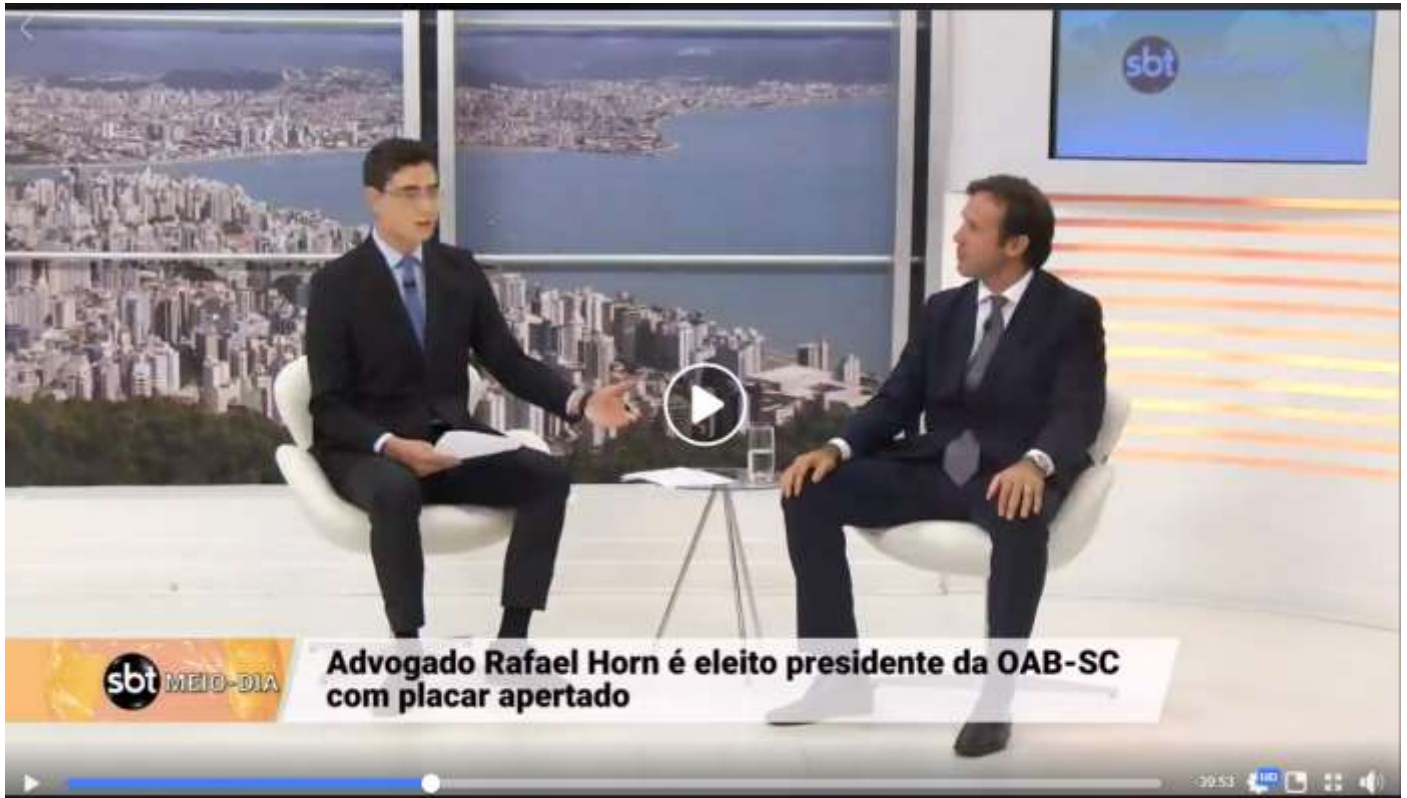 sbt
sbt MEIO-DIA
Advogado Rafael Horn é eleito presidente da OAB-SC
com placar apertado
39:53
HD